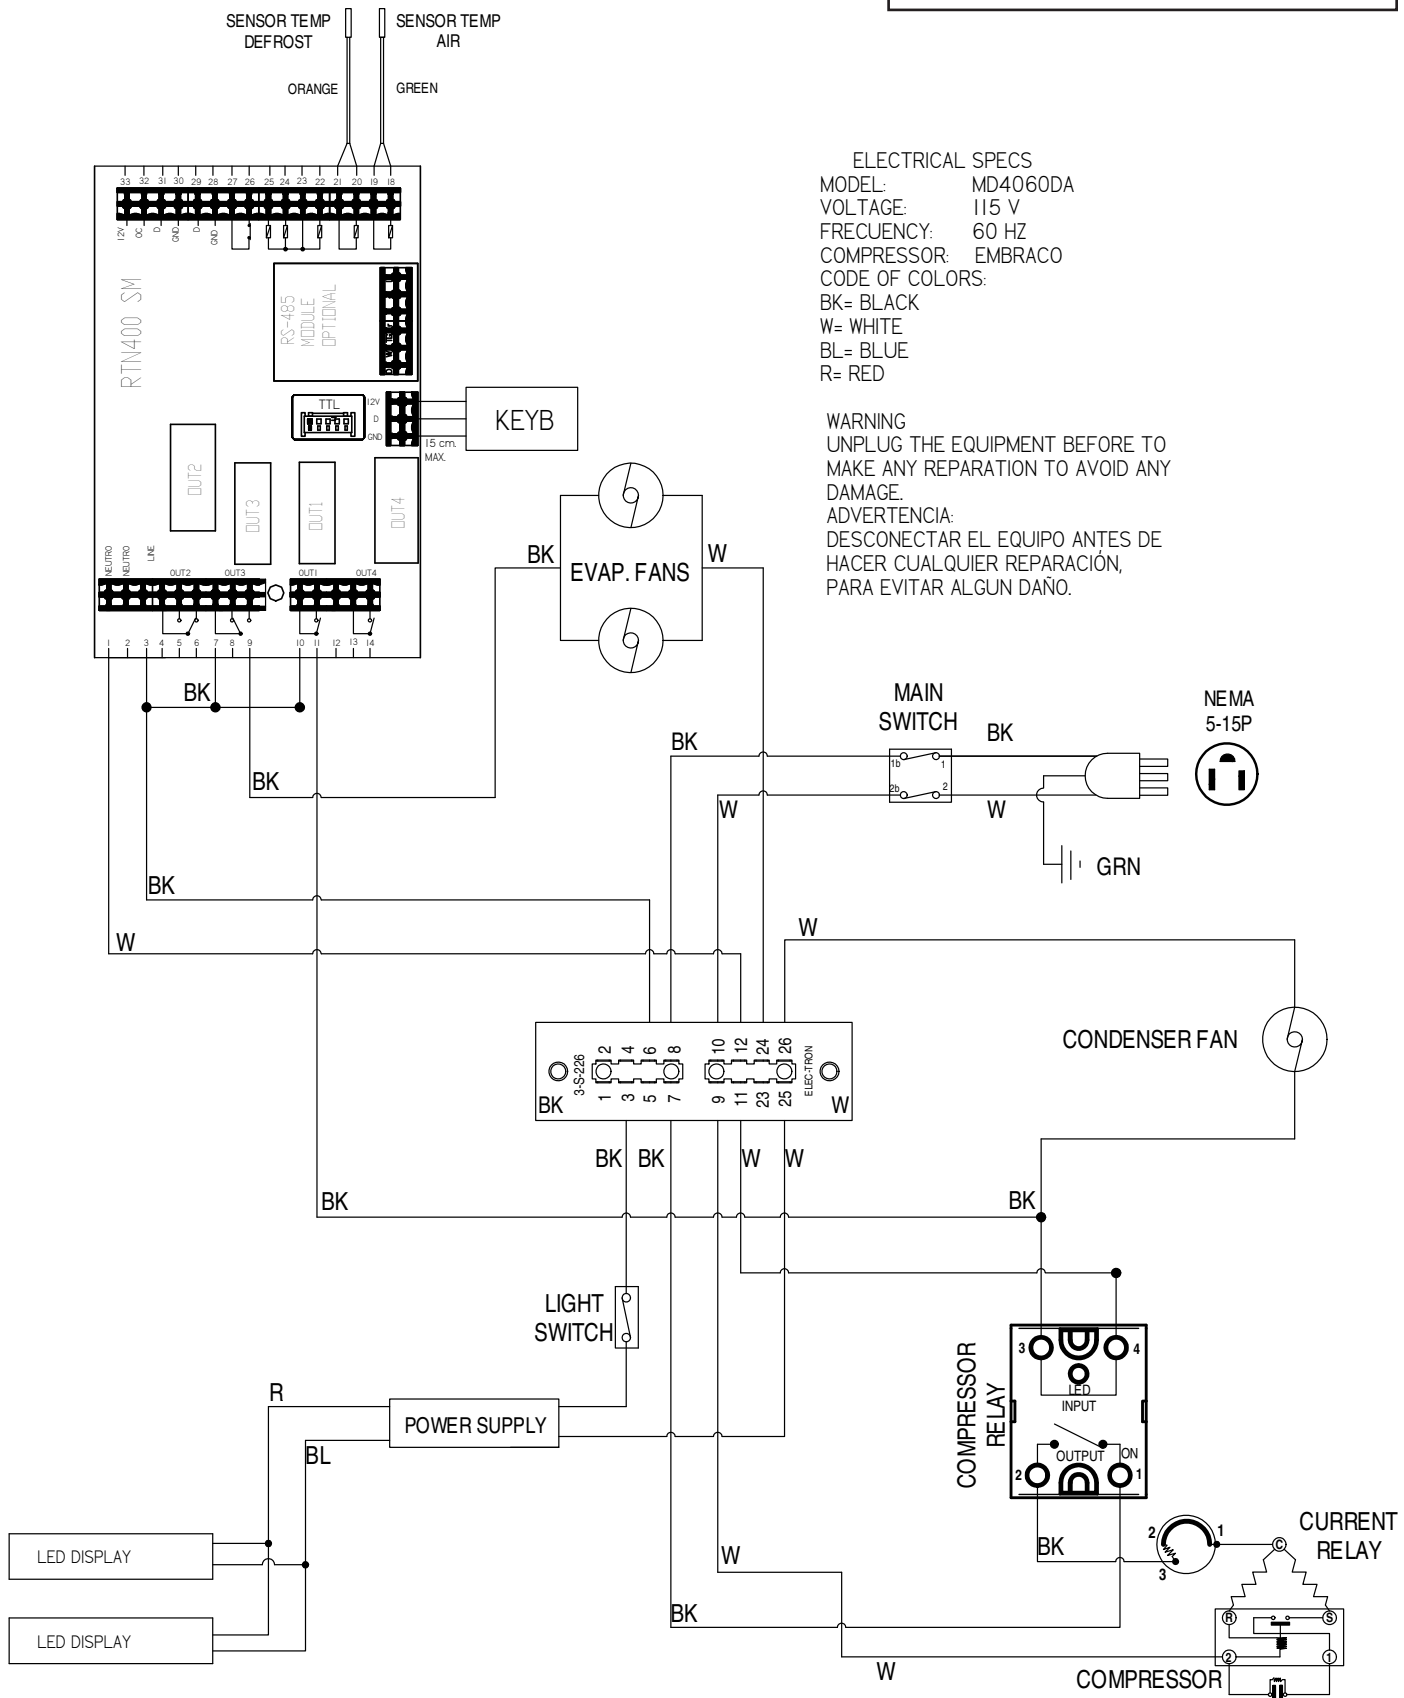 SENSOR TEMP
DEFROST
SENSOR TEMP
AIR
ORANGE
GREEN
33 32 31 30 29 28 27 26 25 24 23 22 21 20 19 18
12V
OC
D
GND
D
GND
RTN400 SM
RS-485
MODULE
OPTIONAL
TTL
12V
D
GND
15 cm.
MAX.
KEYB
OUT2
OUT3
OUT1
OUT4
NEUTRO
NEUTRO
LINE
OUT2
OUT3
OUT1
OUT4
1 2 3 4 5 6 7 8 9 10 11 12 13 14
ELECTRICAL SPECS
MODEL: MD4060DA
VOLTAGE: 115 V
FRECUENCY: 60 HZ
COMPRESSOR: EMBRACO
CODE OF COLORS:
BK= BLACK
W= WHITE
BL= BLUE
R= RED
WARNING
UNPLUG THE EQUIPMENT BEFORE TO
MAKE ANY REPARATION TO AVOID ANY
DAMAGE.
ADVERTENCIA:
DESCONECTAR EL EQUIPO ANTES DE
HACER CUALQUIER REPARACIÓN,
PARA EVITAR ALGUN DAÑO.
BK
EVAP. FANS
W
BK
BK
MAIN
SWITCH
NEMA
5-15P
BK
BK
1b 1
2b 2
W
W
GRN
BK
W
W
CONDENSER FAN
3-S-226
2 4 6 8 10 12 24 26
1 3 5 7 9 11 23 25
ELEC-TRON
BK
W
BK BK W W
BK
BK
LIGHT
SWITCH
R
BL
POWER SUPPLY
LED DISPLAY
LED DISPLAY
COMPRESSOR
RELAY
3 4
LED
INPUT
OUTPUT
ON
2 1
BK
2 1
3
CURRENT
RELAY
C
R S
2 1
W
BK
W
COMPRESSOR